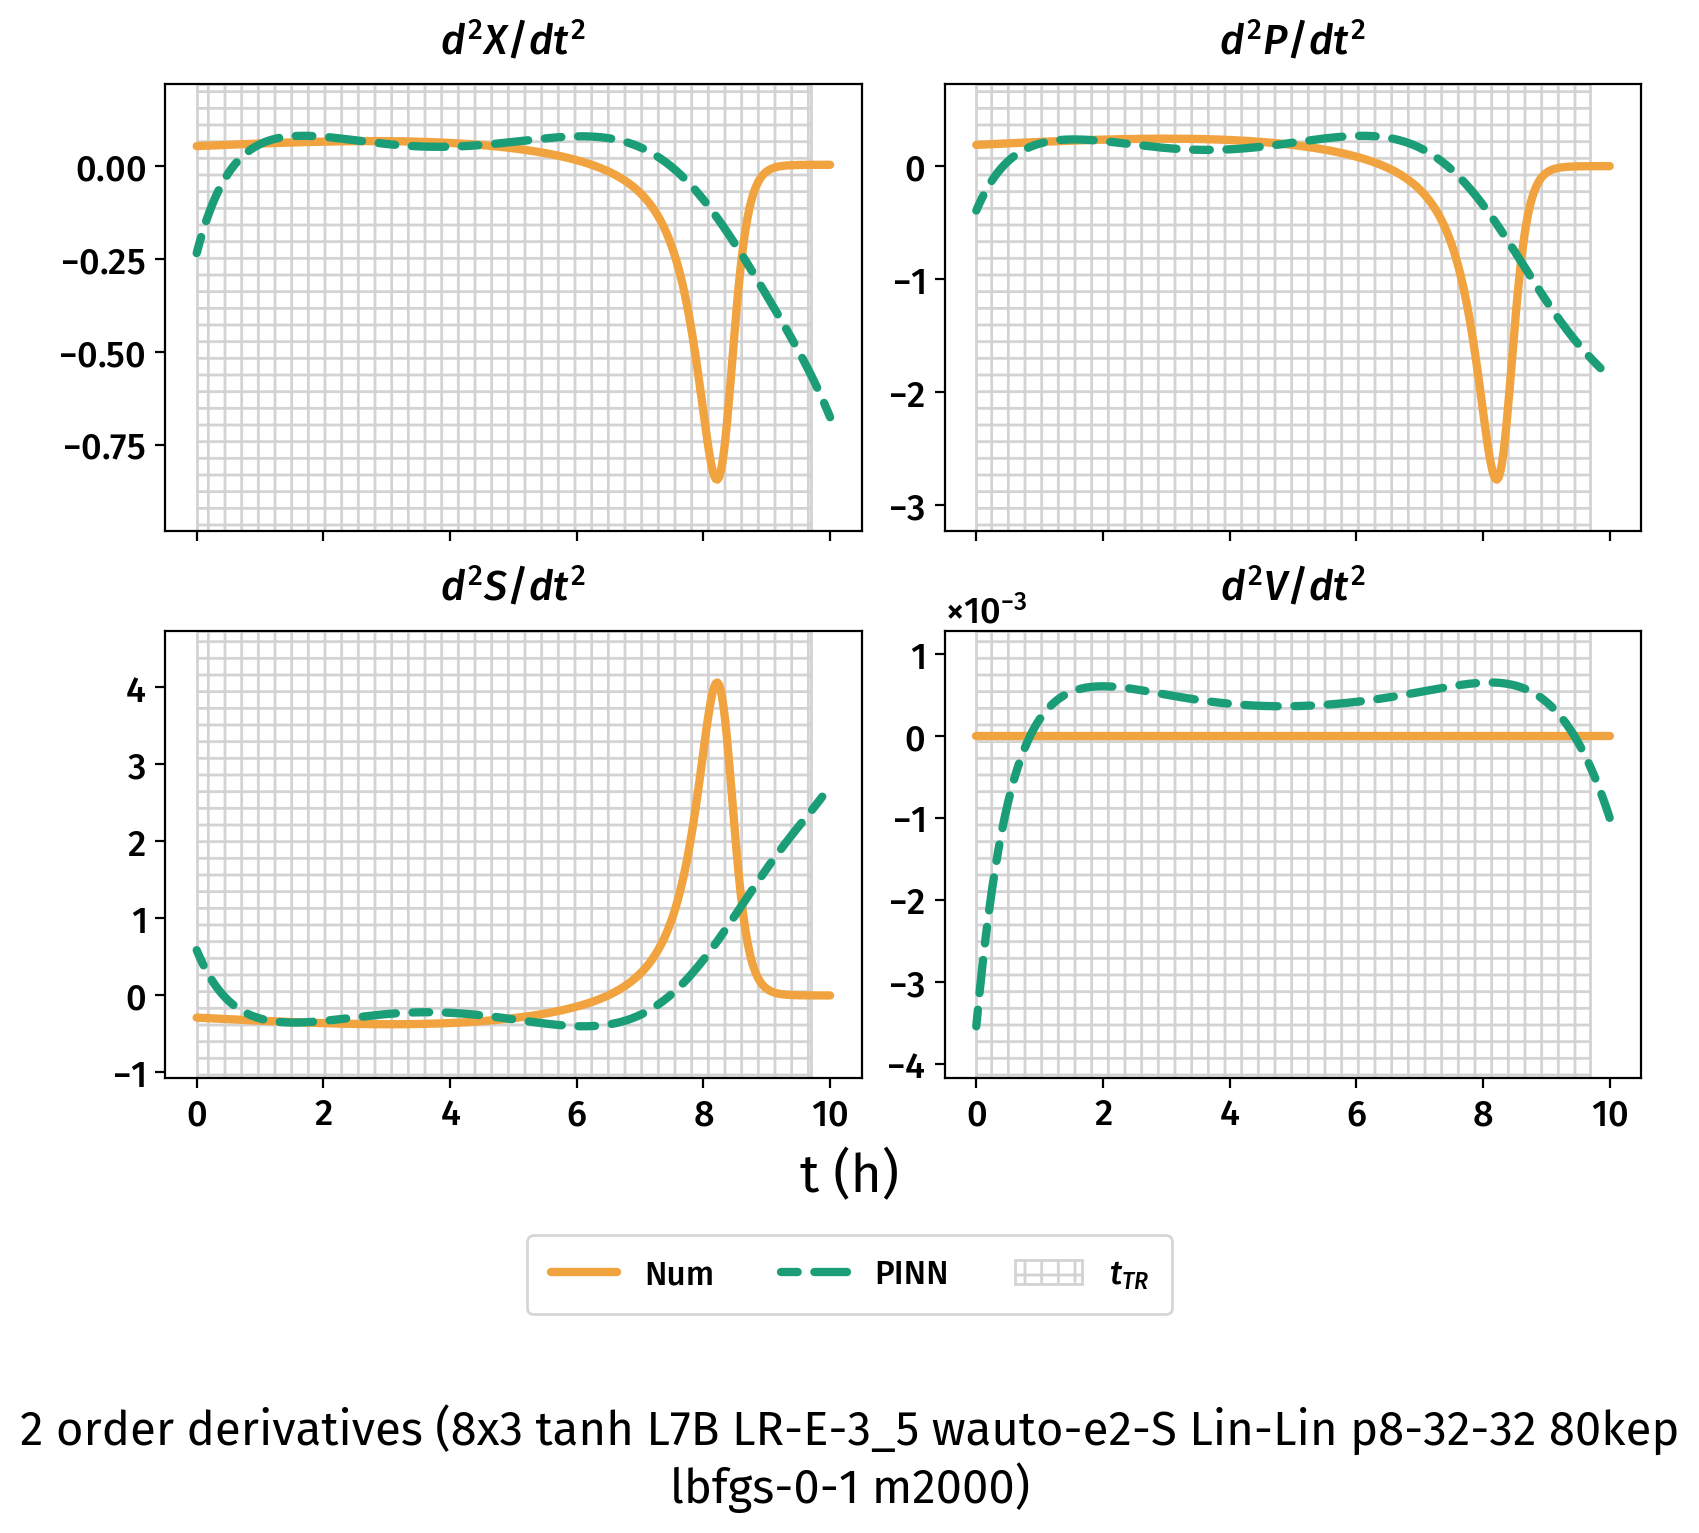 d²X/dt²
d²P/dt²
0.00
−0.25
−0.50
−0.75
0
−1
−2
−3
d²S/dt²
d²V/dt²
×10⁻³
4
3
2
1
0
−1
1
0
−1
−2
−3
−4
0 2 4 6 8 10
0 2 4 6 8 10
t (h)
Num PINN t_TR
2 order derivatives (8x3 tanh L7B LR-E-3_5 wauto-e2-S Lin-Lin p8-32-32 80kep
lbfgs-0-1 m2000)